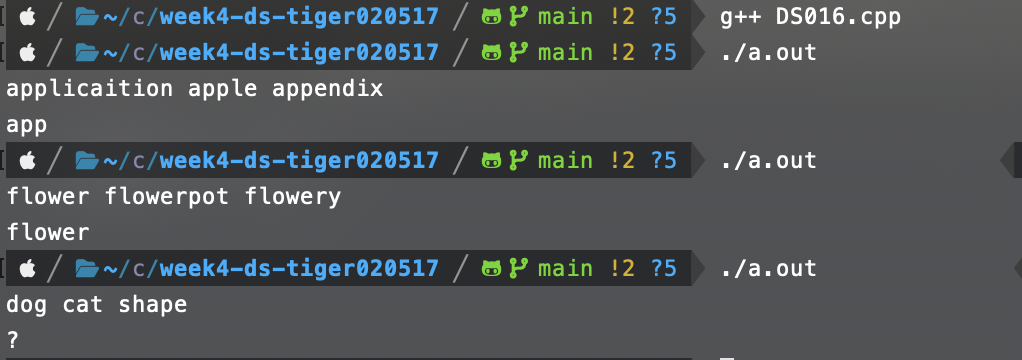 ~/c/week4-ds-tiger020517 main !2 ?5 g++ DS016.cpp
~/c/week4-ds-tiger020517 main !2 ?5 ./a.out
applicaition apple appendix
app
~/c/week4-ds-tiger020517 main !2 ?5 ./a.out
flower flowerpot flowery
flower
~/c/week4-ds-tiger020517 main !2 ?5 ./a.out
dog cat shape
?